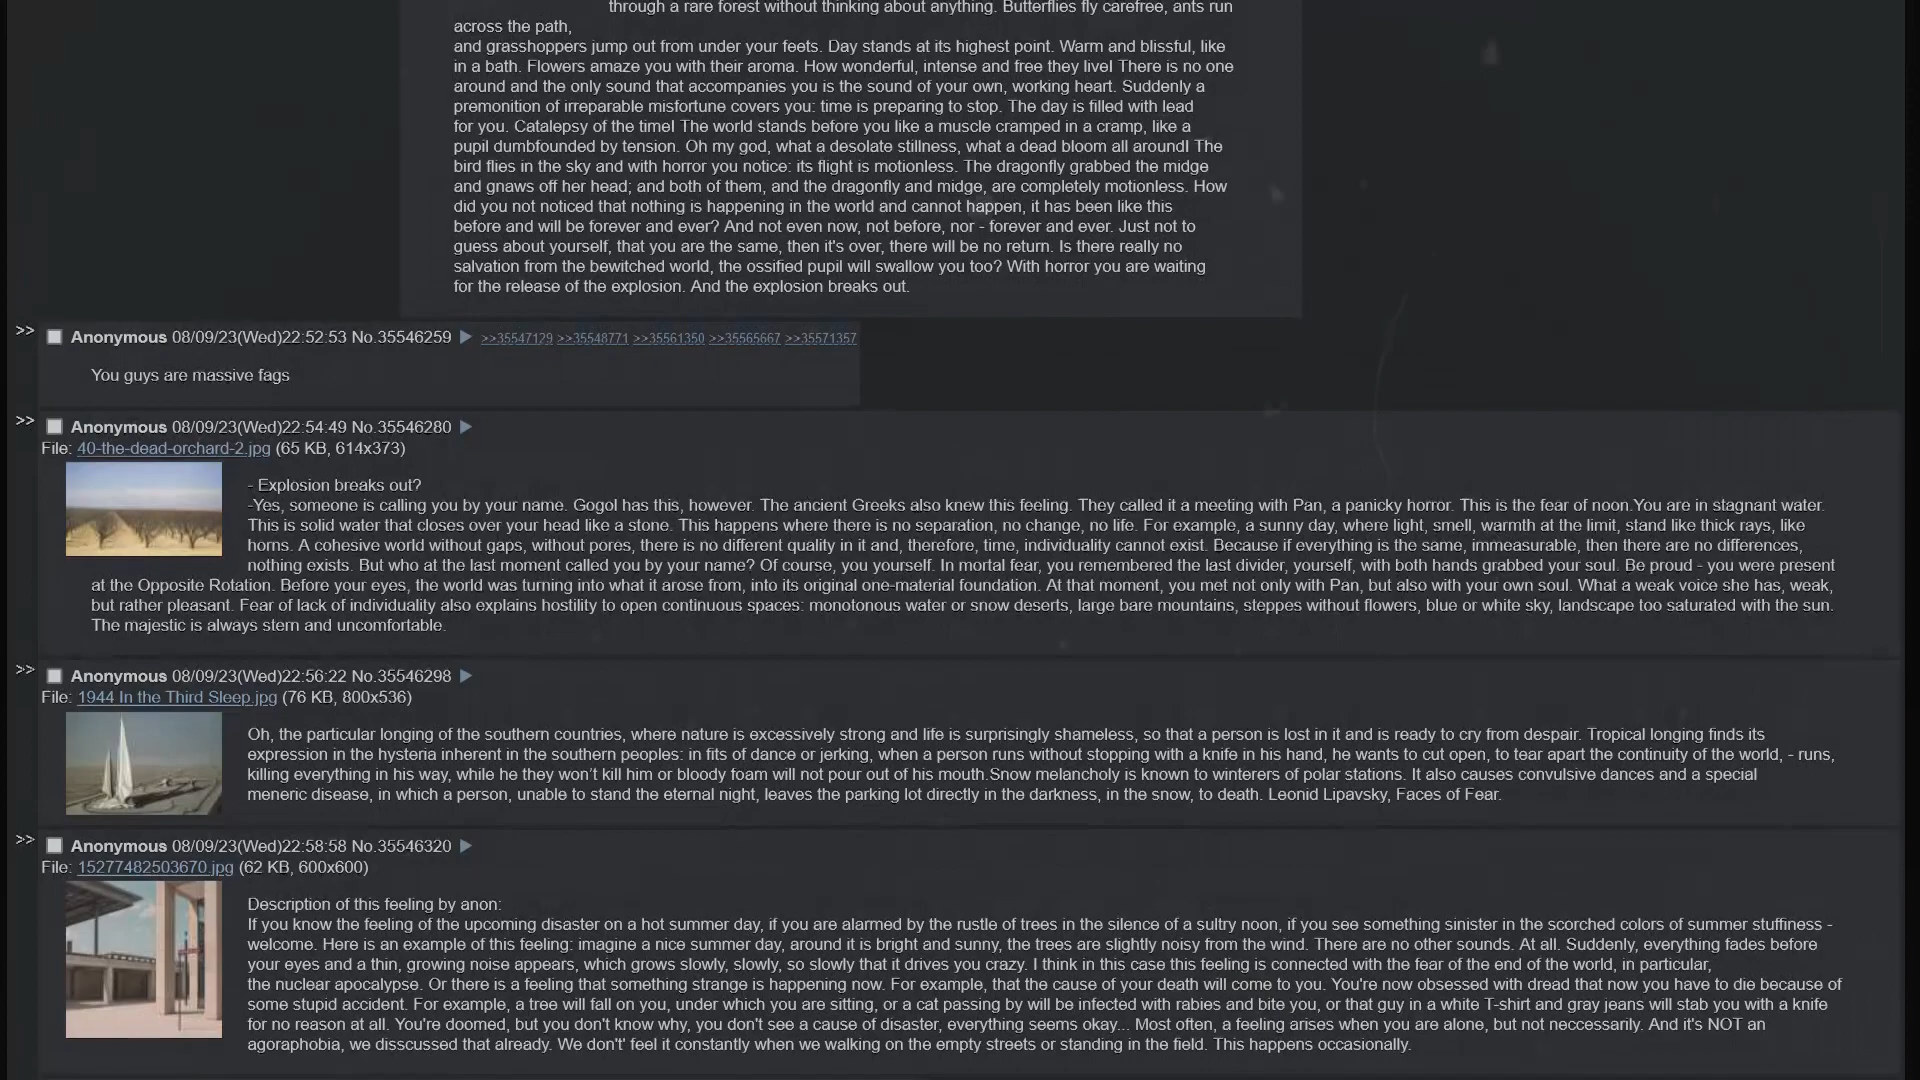 through a rare forest without thinking about anything. Butterflies fly carefree, ants run
across the path,
and grasshoppers jump out from under your feets. Day stands at its highest point. Warm and blissful, like
in a bath. Flowers amaze you with their aroma. How wonderful, intense and free they live! There is no one
around and the only sound that accompanies you is the sound of your own, working heart. Suddenly a
premonition of irreparable misfortune covers you: time is preparing to stop. The day is filled with lead
for you. Catalepsy of the time! The world stands before you like a muscle cramped in a cramp, like a
pupil dumbfounded by tension. Oh my god, what a desolate stillness, what a dead bloom all around! The
bird flies in the sky and with horror you notice: its flight is motionless. The dragonfly grabbed the midge
and gnaws off her head; and both of them, and the dragonfly and midge, are completely motionless. How
did you not noticed that nothing is happening in the world and cannot happen, it has been like this
before and will be forever and ever? And not even now, not before, nor - forever and ever. Just not to
guess about yourself, that you are the same, then it's over, there will be no return. Is there really no
salvation from the bewitched world, the ossified pupil will swallow you too? With horror you are waiting
for the release of the explosion. And the explosion breaks out.
>> Anonymous 08/09/23(Wed)22:52:53 No.35546259 ▶ >>35547129 >>35548771 >>35561350 >>35565667 >>35571357
You guys are massive fags
>> Anonymous 08/09/23(Wed)22:54:49 No.35546280 ▶
File: 40-the-dead-orchard-2.jpg (65 KB, 614x373)
- Explosion breaks out?
-Yes, someone is calling you by your name. Gogol has this, however. The ancient Greeks also knew this feeling. They called it a meeting with Pan, a panicky horror. This is the fear of noon.You are in stagnant water.
This is solid water that closes over your head like a stone. This happens where there is no separation, no change, no life. For example, a sunny day, where light, smell, warmth at the limit, stand like thick rays, like
horns. A cohesive world without gaps, without pores, there is no different quality in it and, therefore, time, individuality cannot exist. Because if everything is the same, immeasurable, then there are no differences,
nothing exists. But who at the last moment called you by your name? Of course, you yourself. In mortal fear, you remembered the last divider, yourself, with both hands grabbed your soul. Be proud - you were present
at the Opposite Rotation. Before your eyes, the world was turning into what it arose from, into its original one-material foundation. At that moment, you met not only with Pan, but also with your own soul. What a weak voice she has, weak,
but rather pleasant. Fear of lack of individuality also explains hostility to open continuous spaces: monotonous water or snow deserts, large bare mountains, steppes without flowers, blue or white sky, landscape too saturated with the sun.
The majestic is always stern and uncomfortable.
>> Anonymous 08/09/23(Wed)22:56:22 No.35546298 ▶
File: 1944 In the Third Sleep.jpg (76 KB, 800x536)
Oh, the particular longing of the southern countries, where nature is excessively strong and life is surprisingly shameless, so that a person is lost in it and is ready to cry from despair. Tropical longing finds its
expression in the hysteria inherent in the southern peoples: in fits of dance or jerking, when a person runs without stopping with a knife in his hand, he wants to cut open, to tear apart the continuity of the world, - runs,
killing everything in his way, while he they won't kill him or bloody foam will not pour out of his mouth.Snow melancholy is known to winterers of polar stations. It also causes convulsive dances and a special
meneric disease, in which a person, unable to stand the eternal night, leaves the parking lot directly in the darkness, in the snow, to death. Leonid Lipavsky, Faces of Fear.
>> Anonymous 08/09/23(Wed)22:58:58 No.35546320 ▶
File: 15277482503670.jpg (62 KB, 600x600)
Description of this feeling by anon:
If you know the feeling of the upcoming disaster on a hot summer day, if you are alarmed by the rustle of trees in the silence of a sultry noon, if you see something sinister in the scorched colors of summer stuffiness -
welcome. Here is an example of this feeling: imagine a nice summer day, around it is bright and sunny, the trees are slightly noisy from the wind. There are no other sounds. At all. Suddenly, everything fades before
your eyes and a thin, growing noise appears, which grows slowly, slowly, so slowly that it drives you crazy. I think in this case this feeling is connected with the fear of the end of the world, in particular,
the nuclear apocalypse. Or there is a feeling that something strange is happening now. For example, that the cause of your death will come to you. You're now obsessed with dread that now you have to die because of
some stupid accident. For example, a tree will fall on you, under which you are sitting, or a cat passing by will be infected with rabies and bite you, or that guy in a white T-shirt and gray jeans will stab you with a knife
for no reason at all. You're doomed, but you don't know why, you don't see a cause of disaster, everything seems okay... Most often, a feeling arises when you are alone, but not neccessarily. And it's NOT an
agoraphobia, we disscussed that already. We don't' feel it constantly when we walking on the empty streets or standing in the field. This happens occasionally.